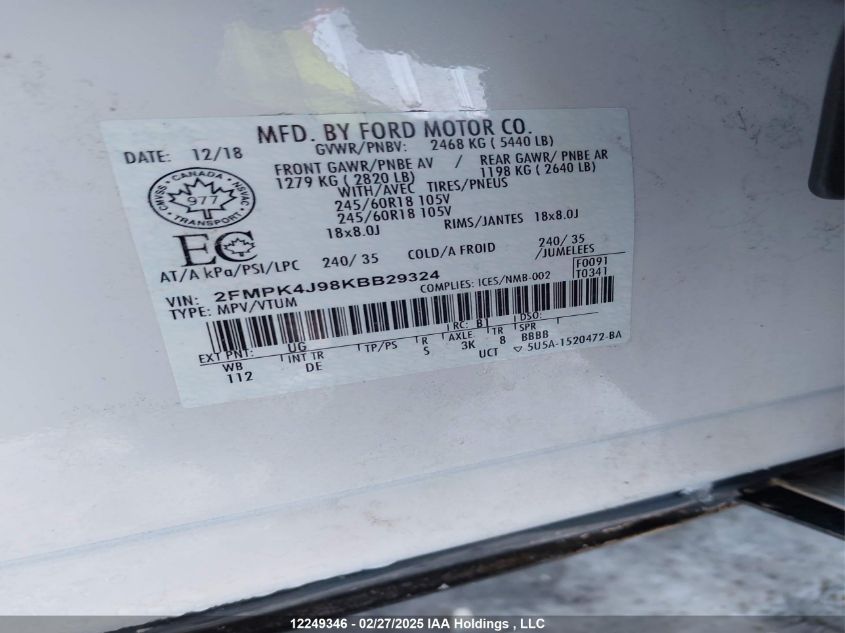 MFD. BY FORD MOTOR CO.
DATE: 12/18
GVWR/PNBV: 2468 KG ( 5440 LB)
FRONT GAWR/PNBE AV / REAR GAWR/ PNBE AR
1279 KG ( 2820 LB) 1198 KG ( 2640 LB)
WITH/AVEC TIRES/PNEUS
245/60R18 105V
245/60R18 105V RIMS/JANTES 18x8.0J
18x8.0J
CANADA
CMVSS NSVAC
977
TRANSPORT
EC
AT/A kPa/PSI/LPC 240/ 35 COLD/A FROID 240/ 35
/JUMELEES
VIN: 2FMPK4J98KBB29324
COMPLIES: ICES/NMB-002
F0091
T0341
TYPE: MPV/VTUM
EXT PNT: UG RC: B DSO:
WB INT TR TP/PS R AXLE TR SPR
112 DE S 3K 8 BBBB
UCT 5U5A-1520472-BA
12249346 - 02/27/2025 IAA Holdings , LLC